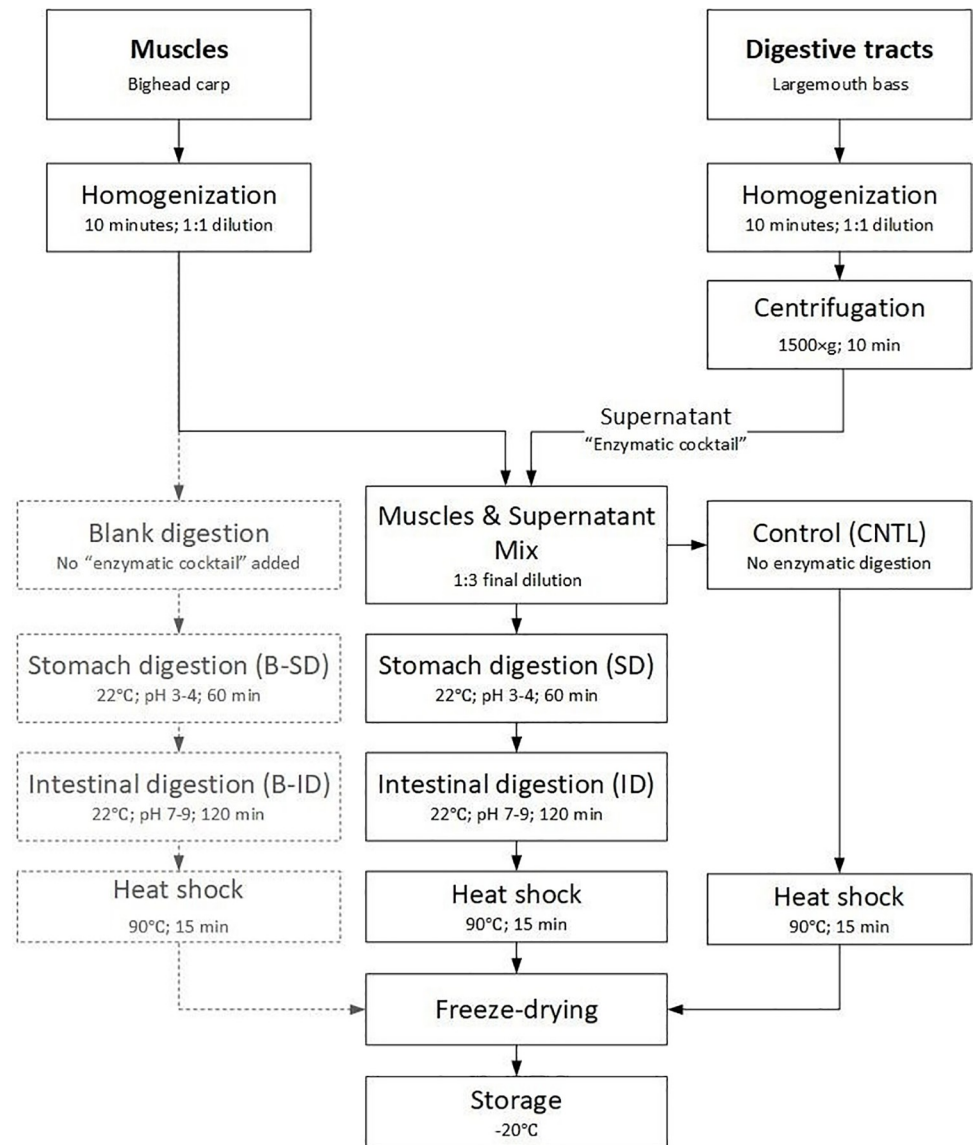 Muscles
Bighead carp
Digestive tracts
Largemouth bass
Homogenization
10 minutes; 1:1 dilution
Homogenization
10 minutes; 1:1 dilution
Centrifugation
1500×g; 10 min
Supernatant
“Enzymatic cocktail”
Blank digestion
No “enzymatic cocktail” added
Muscles & Supernatant
Mix
1:3 final dilution
Control (CNTL)
No enzymatic digestion
Stomach digestion (B-SD)
22°C; pH 3-4; 60 min
Stomach digestion (SD)
22°C; pH 3-4; 60 min
Intestinal digestion (B-ID)
22°C; pH 7-9; 120 min
Intestinal digestion (ID)
22°C; pH 7-9; 120 min
Heat shock
90°C; 15 min
Heat shock
90°C; 15 min
Heat shock
90°C; 15 min
Freeze-drying
Storage
-20°C